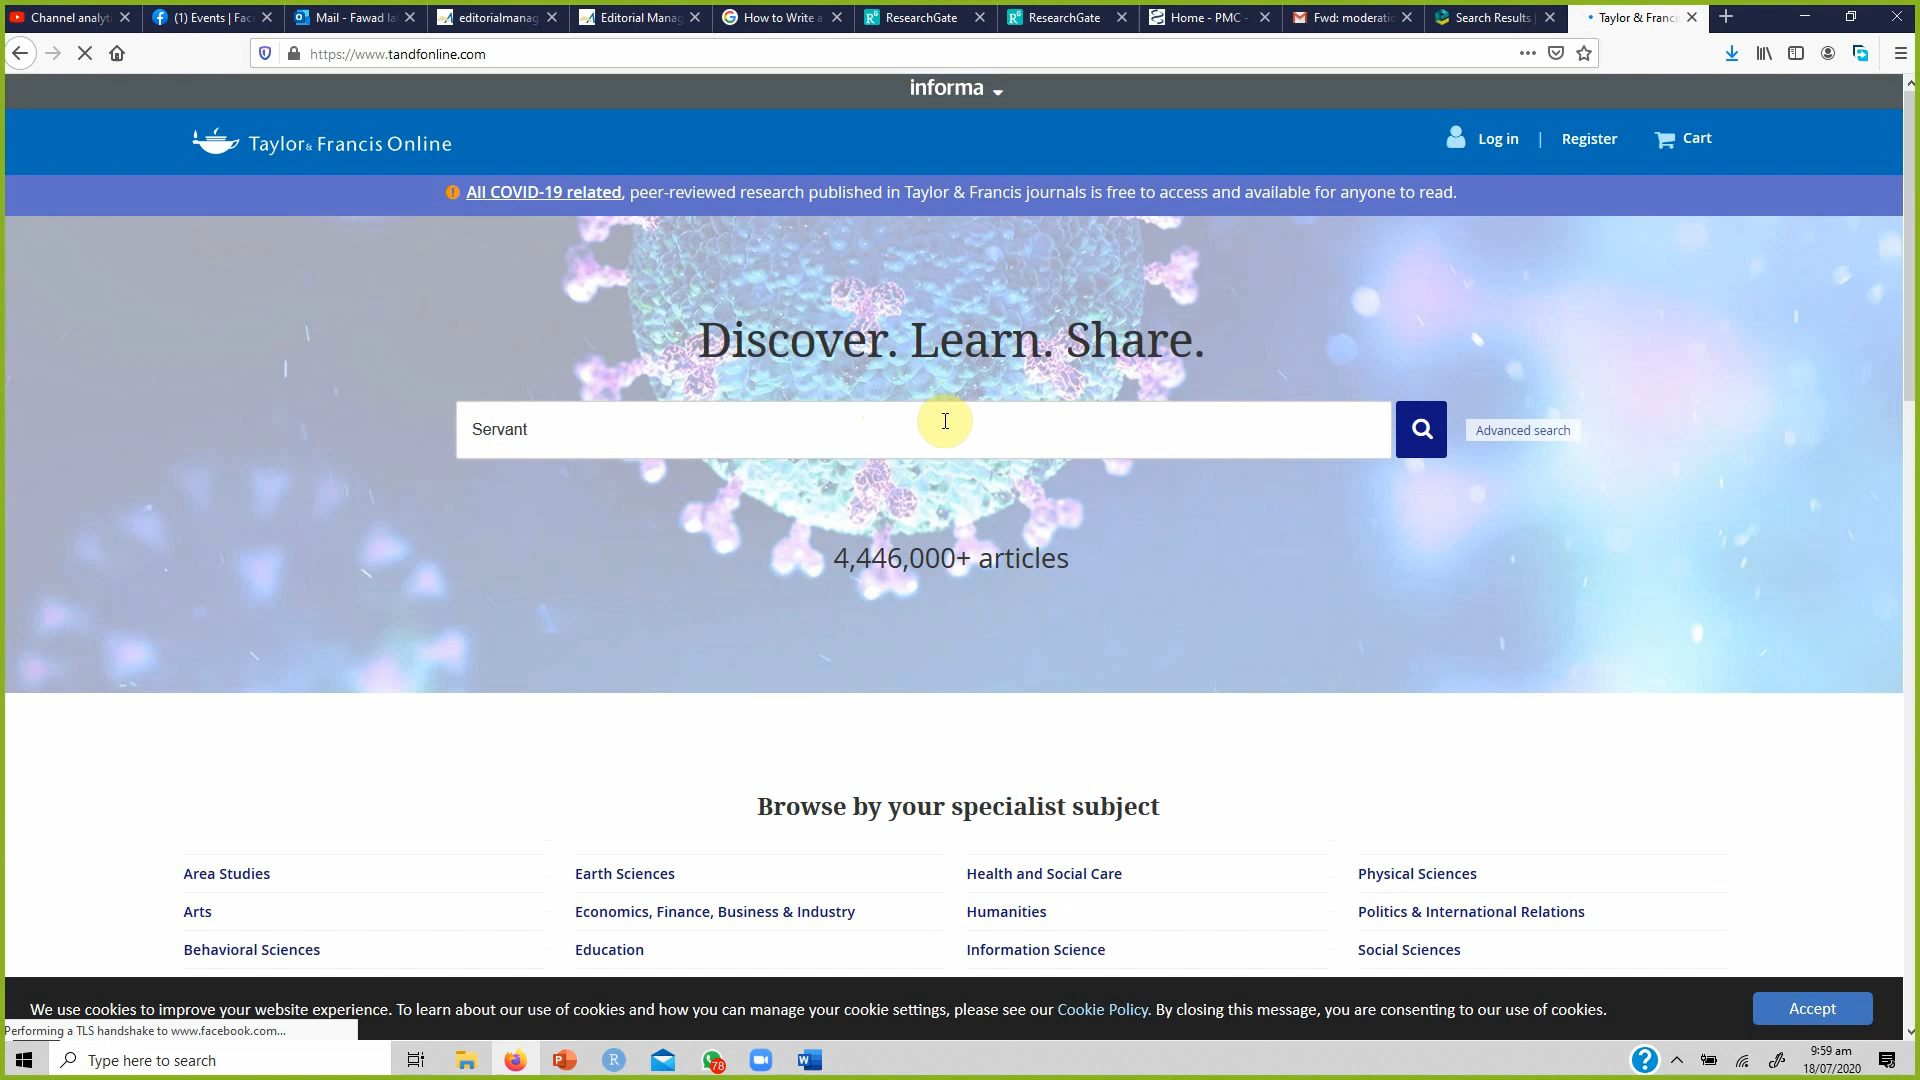 Channel analyt
(1) Events | Fac
Mail - Fawad la
editorialmanag
Editorial Manag
How to Write a
ResearchGate
ResearchGate
Home - PMC -
Fwd: moderatio
Search Results
Taylor & Franci
https://www.tandfonline.com
informa
Taylor & Francis Online
Log in | Register Cart
All COVID-19 related, peer-reviewed research published in Taylor & Francis journals is free to access and available for anyone to read.
Discover. Learn. Share.
Servant
Advanced search
4,446,000+ articles
Browse by your specialist subject
Area Studies
Earth Sciences
Health and Social Care
Physical Sciences
Arts
Economics, Finance, Business & Industry
Humanities
Politics & International Relations
Behavioral Sciences
Education
Information Science
Social Sciences
We use cookies to improve your website experience. To learn about our use of cookies and how you can manage your cookie settings, please see our Cookie Policy. By closing this message, you are consenting to our use of cookies.
Accept
Performing a TLS handshake to www.facebook.com...
Type here to search
78
9:59 am
18/07/2020